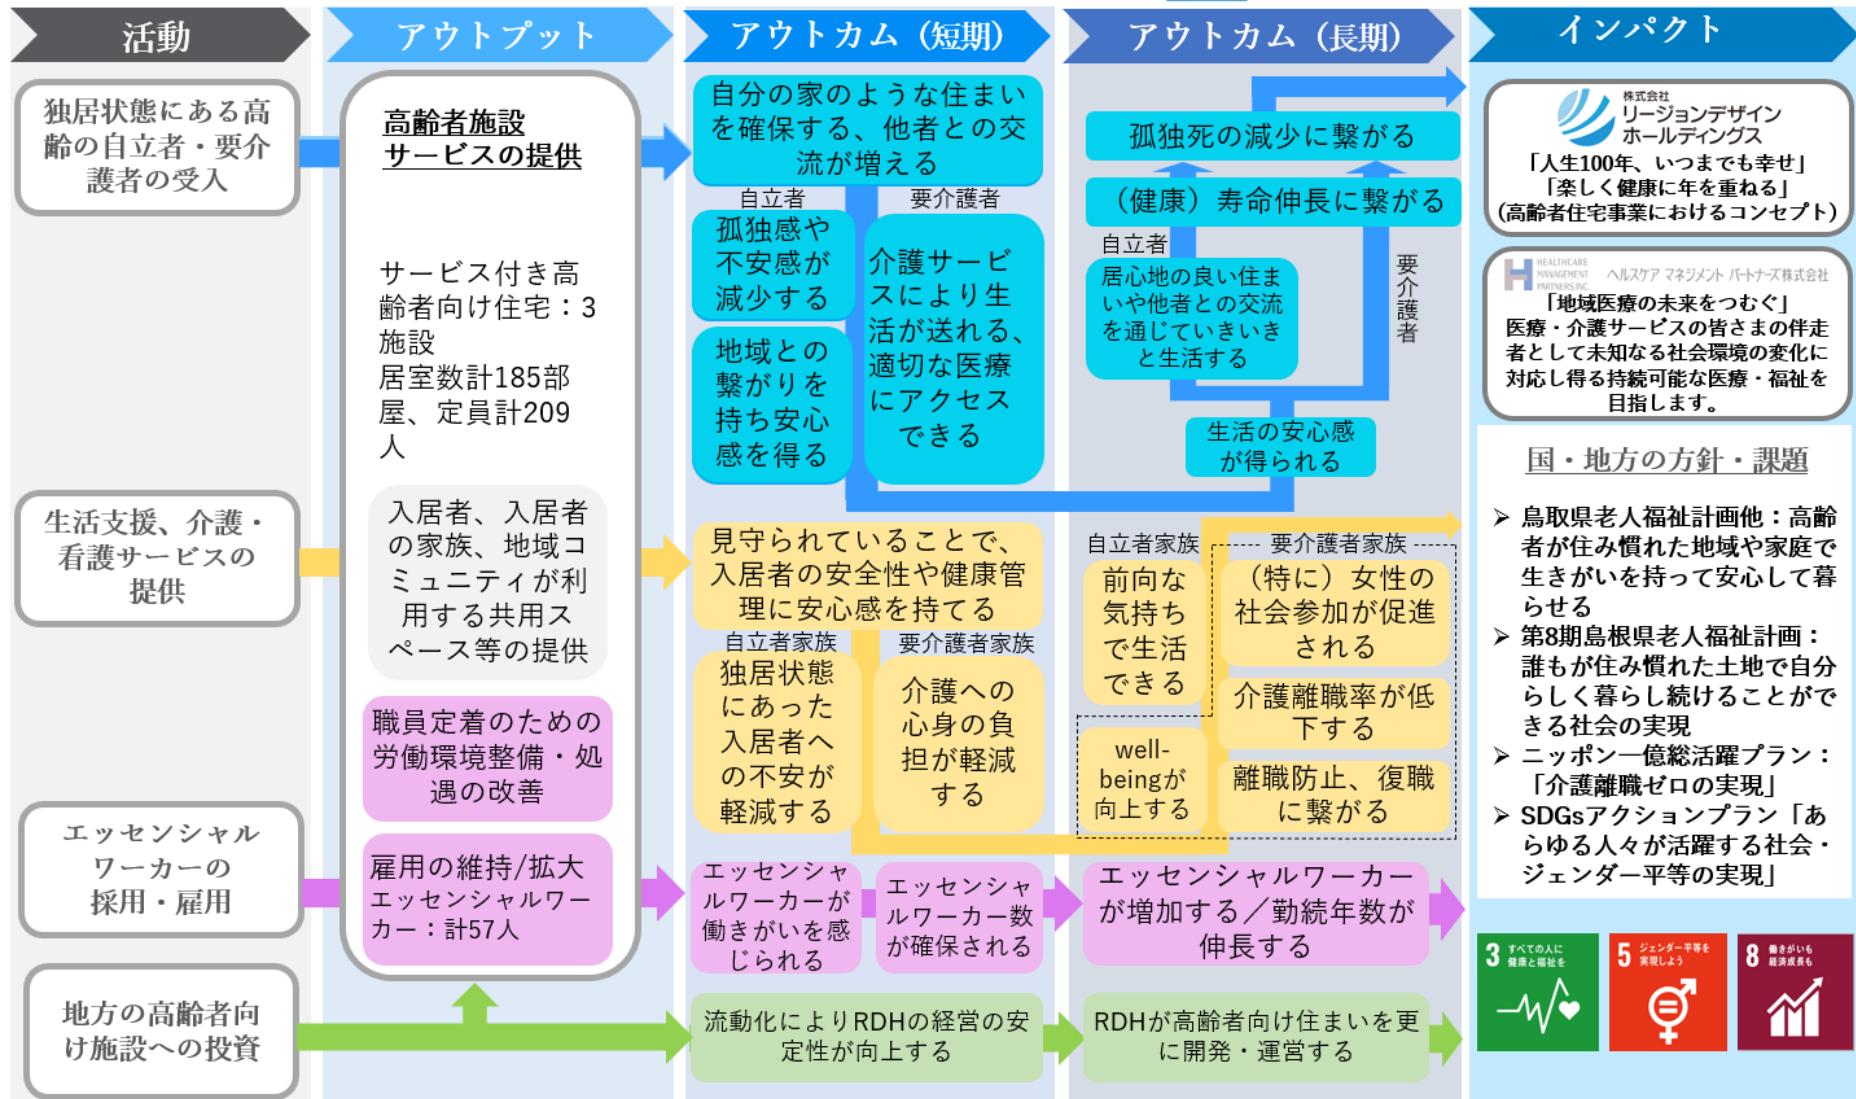 活動
アウトプット
アウトカム（短期）
アウトカム（長期）
インパクト
独居状態にある高
齢の自立者・要介
護者の受入
生活支援、介護・
看護サービスの
提供
エッセンシャル
ワーカーの
採用・雇用
地方の高齢者向
け施設への投資
高齢者施設
サービスの提供
サービス付き高
齢者向け住宅：3
施設
居室数計185部
屋、定員計209
人
入居者、入居者
の家族、地域コ
ミュニティが利
用する共用ス
ペース等の提供
職員定着のための
労働環境整備・処
遇の改善
雇用の維持/拡大
エッセンシャルワー
カー：計57人
自分の家のような住まい
を確保する、他者との交
流が増える
自立者
孤独感や
不安感が
減少する
地域との
繋がりを
持ち安心
感を得る
要介護者
介護サービ
スにより生
活が送れる、
適切な医療
にアクセス
できる
見守られていることで、
入居者の安全性や健康管
理に安心感を持てる
自立者家族
独居状態
にあった
入居者へ
の不安が
軽減する
要介護者家族
介護への
心身の負
担が軽減
する
エッセンシャ
ルワーカーが
働きがいを感
じられる
エッセンシャ
ルワーカー数
が確保される
流動化によりRDHの経営の安
定性が向上する
孤独死の減少に繋がる
（健康）寿命伸長に繋がる
自立者
居心地の良い住ま
いや他者との交流
を通じていきいき
と生活する
要介護者
生活の安心感
が得られる
自立者家族
前向な
気持ち
で生活
できる
well-
beingが
向上する
要介護者家族
（特に）女性の
社会参加が促進
される
介護離職率が低
下する
離職防止、復職
に繋がる
エッセンシャルワーカー
が増加する／勤続年数が
伸長する
RDHが高齢者向け住まいを更
に開発・運営する
株式会社
リージョンデザイン
ホールディングス
「人生100年、いつまでも幸せ」
「楽しく健康に年を重ねる」
(高齢者住宅事業におけるコンセプト)
HEALTHCARE
MANAGEMENT
PARTNERS,INC.
ヘルスケア マネジメント パートナーズ株式会社
「地域医療の未来をつむぐ」
医療・介護サービスの皆さまの伴走
者として未知なる社会環境の変化に
対応し得る持続可能な医療・福祉を
目指します。
国・地方の方針・課題
➢ 鳥取県老人福祉計画他：高齢
者が住み慣れた地域や家庭で
生きがいを持って安心して暮
らせる
➢ 第8期島根県老人福祉計画：
誰もが住み慣れた土地で自分
らしく暮らし続けることがで
きる社会の実現
➢ ニッポン一億総活躍プラン：
「介護離職ゼロの実現」
➢ SDGsアクションプラン「あ
らゆる人々が活躍する社会・
ジェンダー平等の実現」
3 すべての人に
健康と福祉を
5 ジェンダー平等を
実現しよう
8 働きがいも
経済成長も